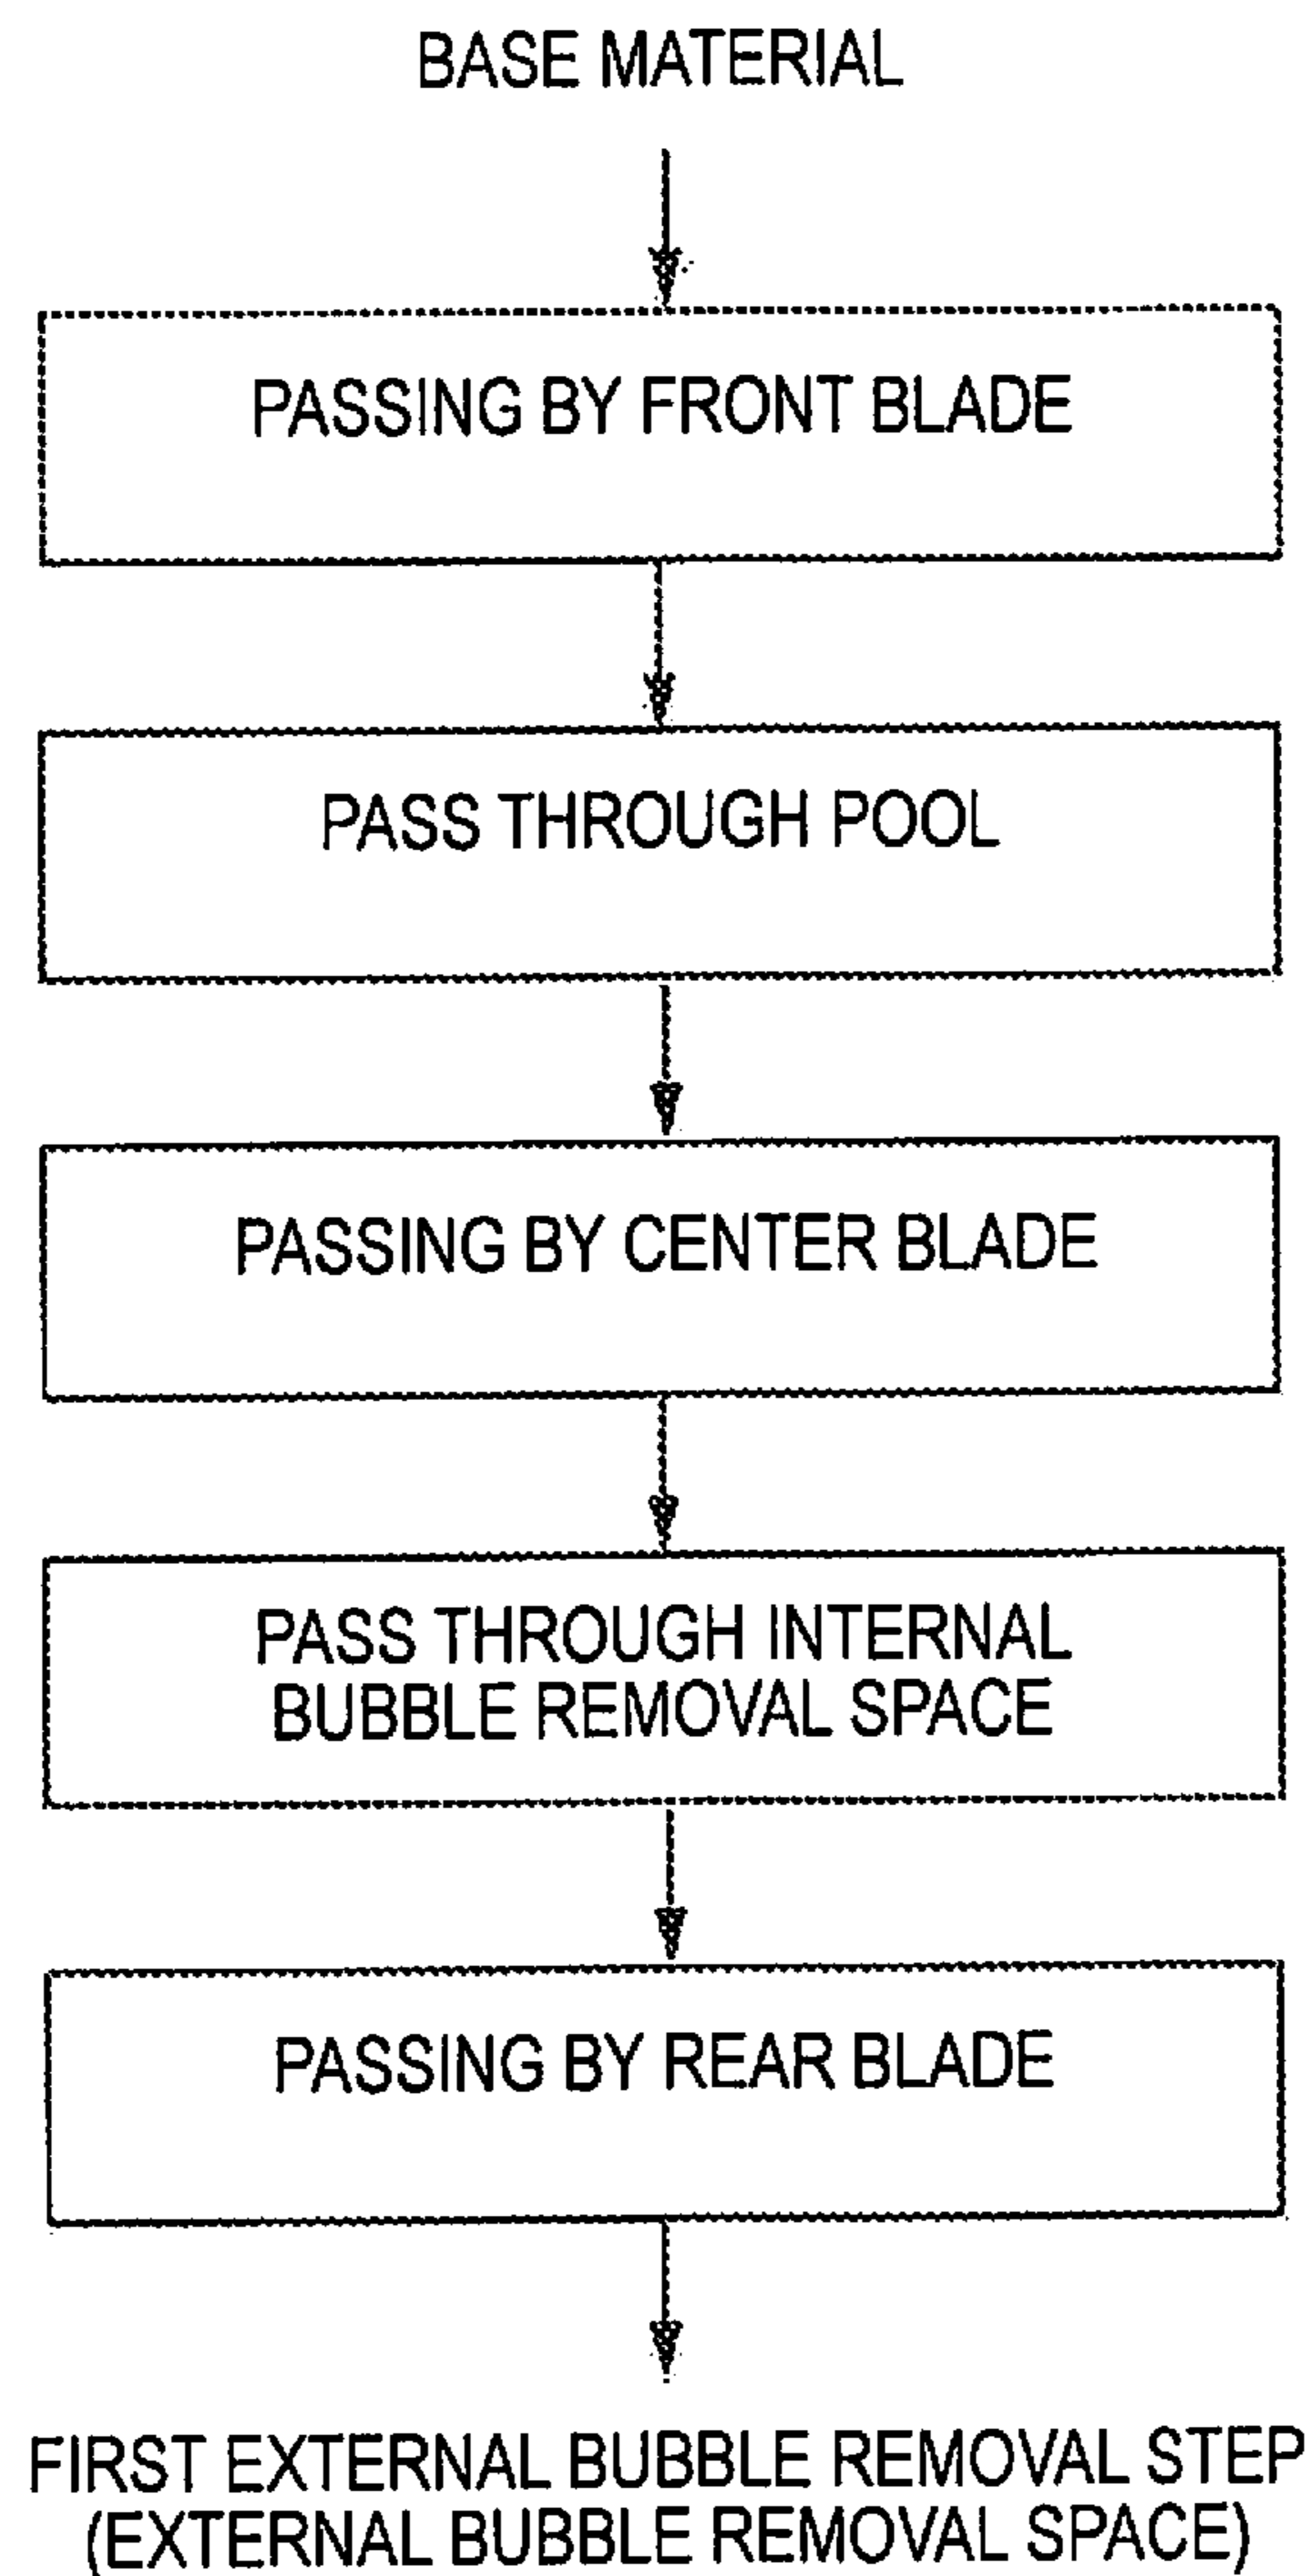 BASE MATERIAL
PASSING BY FRONT BLADE
PASS THROUGH POOL
PASSING BY CENTER BLADE
PASS THROUGH INTERNAL
BUBBLE REMOVAL SPACE
PASSING BY REAR BLADE
FIRST EXTERNAL BUBBLE REMOVAL STEP
(EXTERNAL BUBBLE REMOVAL SPACE)